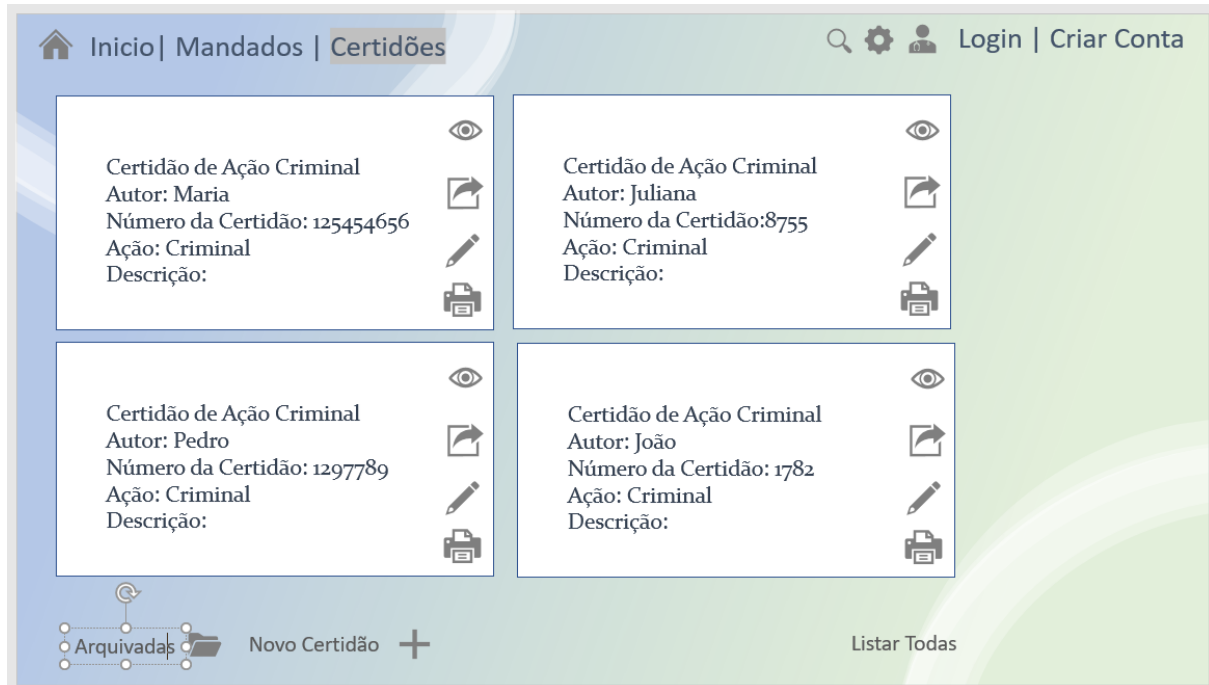 Inicio| Mandados | Certidões
Login | Criar Conta
Certidão de Ação Criminal
Autor: Maria
Número da Certidão: 125454656
Ação: Criminal
Descrição:
Certidão de Ação Criminal
Autor: Juliana
Número da Certidão:8755
Ação: Criminal
Descrição:
Certidão de Ação Criminal
Autor: Pedro
Número da Certidão: 1297789
Ação: Criminal
Descrição:
Certidão de Ação Criminal
Autor: João
Número da Certidão: 1782
Ação: Criminal
Descrição:
Arquivadas
Novo Certidão
Listar Todas